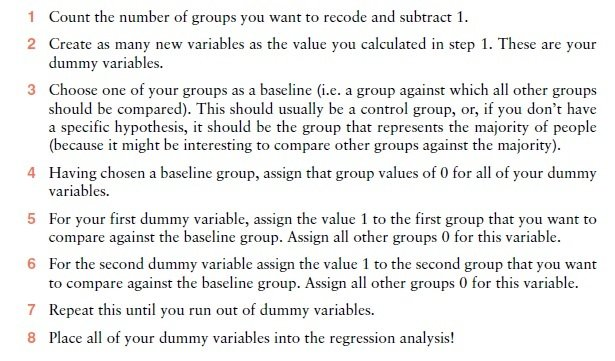 1 Count the number of groups you want to recode and subtract 1.
2 Create as many new variables as the value you calculated in step 1. These are your
dummy variables.
3 Choose one of your groups as a baseline (i.e. a group against which all other groups
should be compared). This should usually be a control group, or, if you don't have
a specific hypothesis, it should be the group that represents the majority of people
(because it might be interesting to compare other groups against the majority).
4 Having chosen a baseline group, assign that group values of 0 for all of your dummy
variables.
5 For your first dummy variable, assign the value 1 to the first group that you want to
compare against the baseline group. Assign all other groups 0 for this variable.
6 For the second dummy variable assign the value 1 to the second group that you want
to compare against the baseline group. Assign all other groups 0 for this variable.
7 Repeat this until you run out of dummy variables.
8 Place all of your dummy variables into the regression analysis!